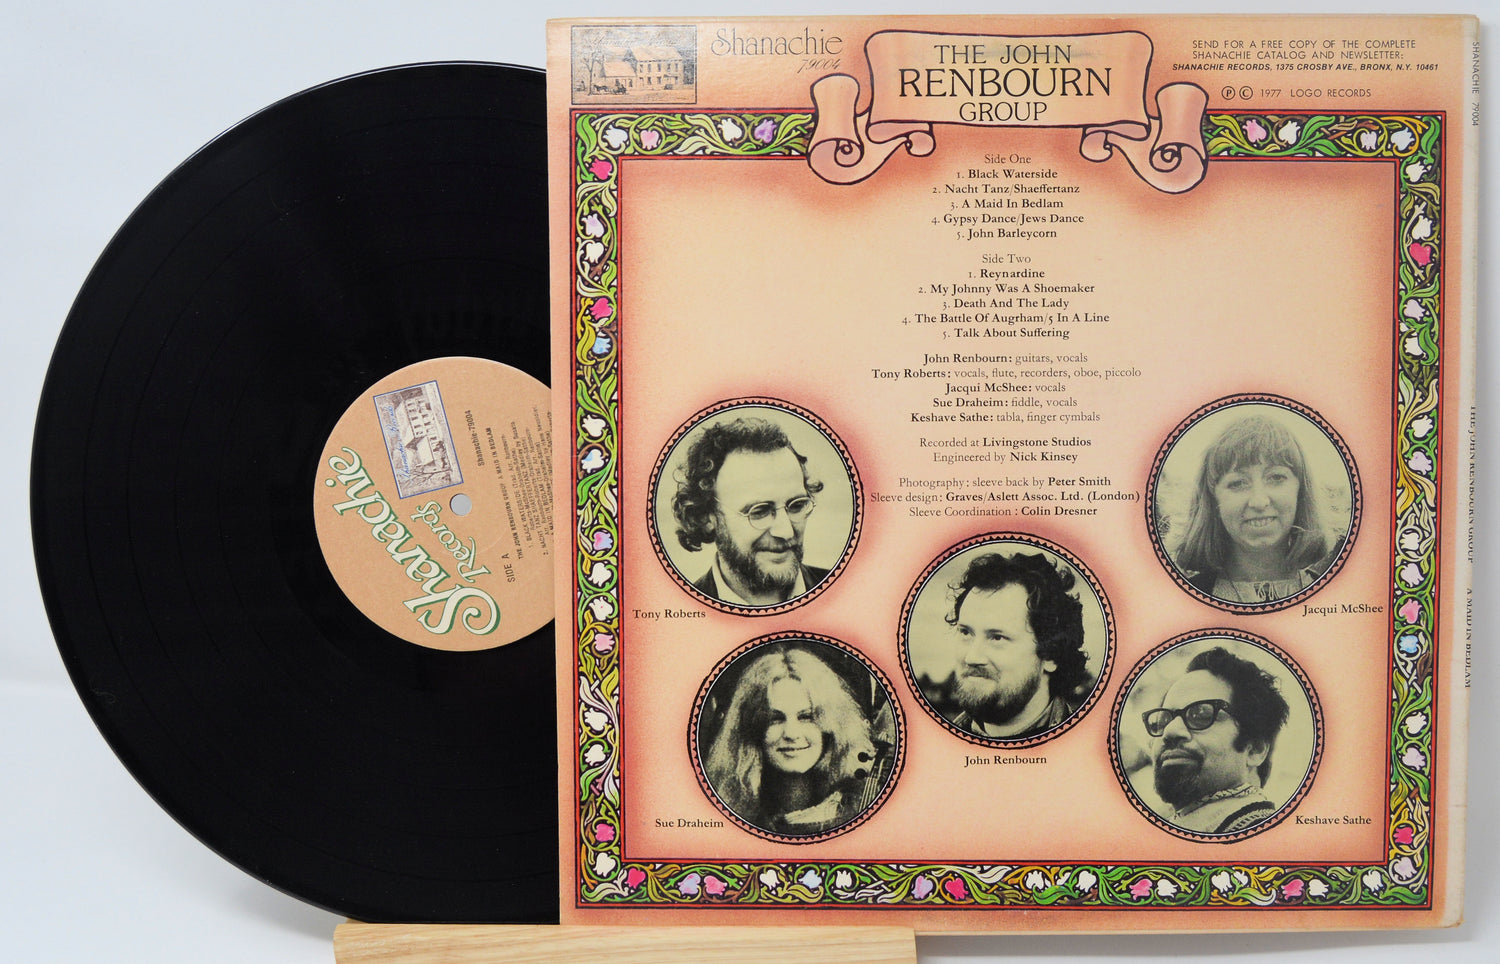 Shanachie
79004
THE JOHN
RENBOURN
GROUP
SEND FOR A FREE COPY OF THE COMPLETE
SHANACHIE CATALOG AND NEWSLETTER:
SHANACHIE RECORDS, 1375 CROSBY AVE., BRONX, N.Y. 10461
Ⓟ © 1977 LOGO RECORDS
Side One
1. Black Waterside
2. Nacht Tanz/Shaeffertanz
3. A Maid In Bedlam
4. Gypsy Dance/Jews Dance
5. John Barleycorn
Side Two
1. Reynardine
2. My Johnny Was A Shoemaker
3. Death And The Lady
4. The Battle Of Augrham/5 In A Line
5. Talk About Suffering
John Renbourn: guitars, vocals
Tony Roberts: vocals, flute, recorders, oboe, piccolo
Jacqui McShee: vocals
Sue Draheim: fiddle, vocals
Keshave Sathe: tabla, finger cymbals
Recorded at Livingstone Studios
Engineered by Nick Kinsey
Photography; sleeve back by Peter Smith
Sleeve design: Graves/Aslett Assoc. Ltd. (London)
Sleeve Coordination : Colin Dresner
Tony Roberts
Jacqui McShee
John Renbourn
Sue Draheim
Keshave Sathe
SHANACHIE 79004
THE JOHN RENBOURN GROUP A MAID IN BEDLAM
Shanachie
Records
Shanachie-79004
SIDE A
THE JOHN RENBOURN GROUP A MAID IN BEDLAM